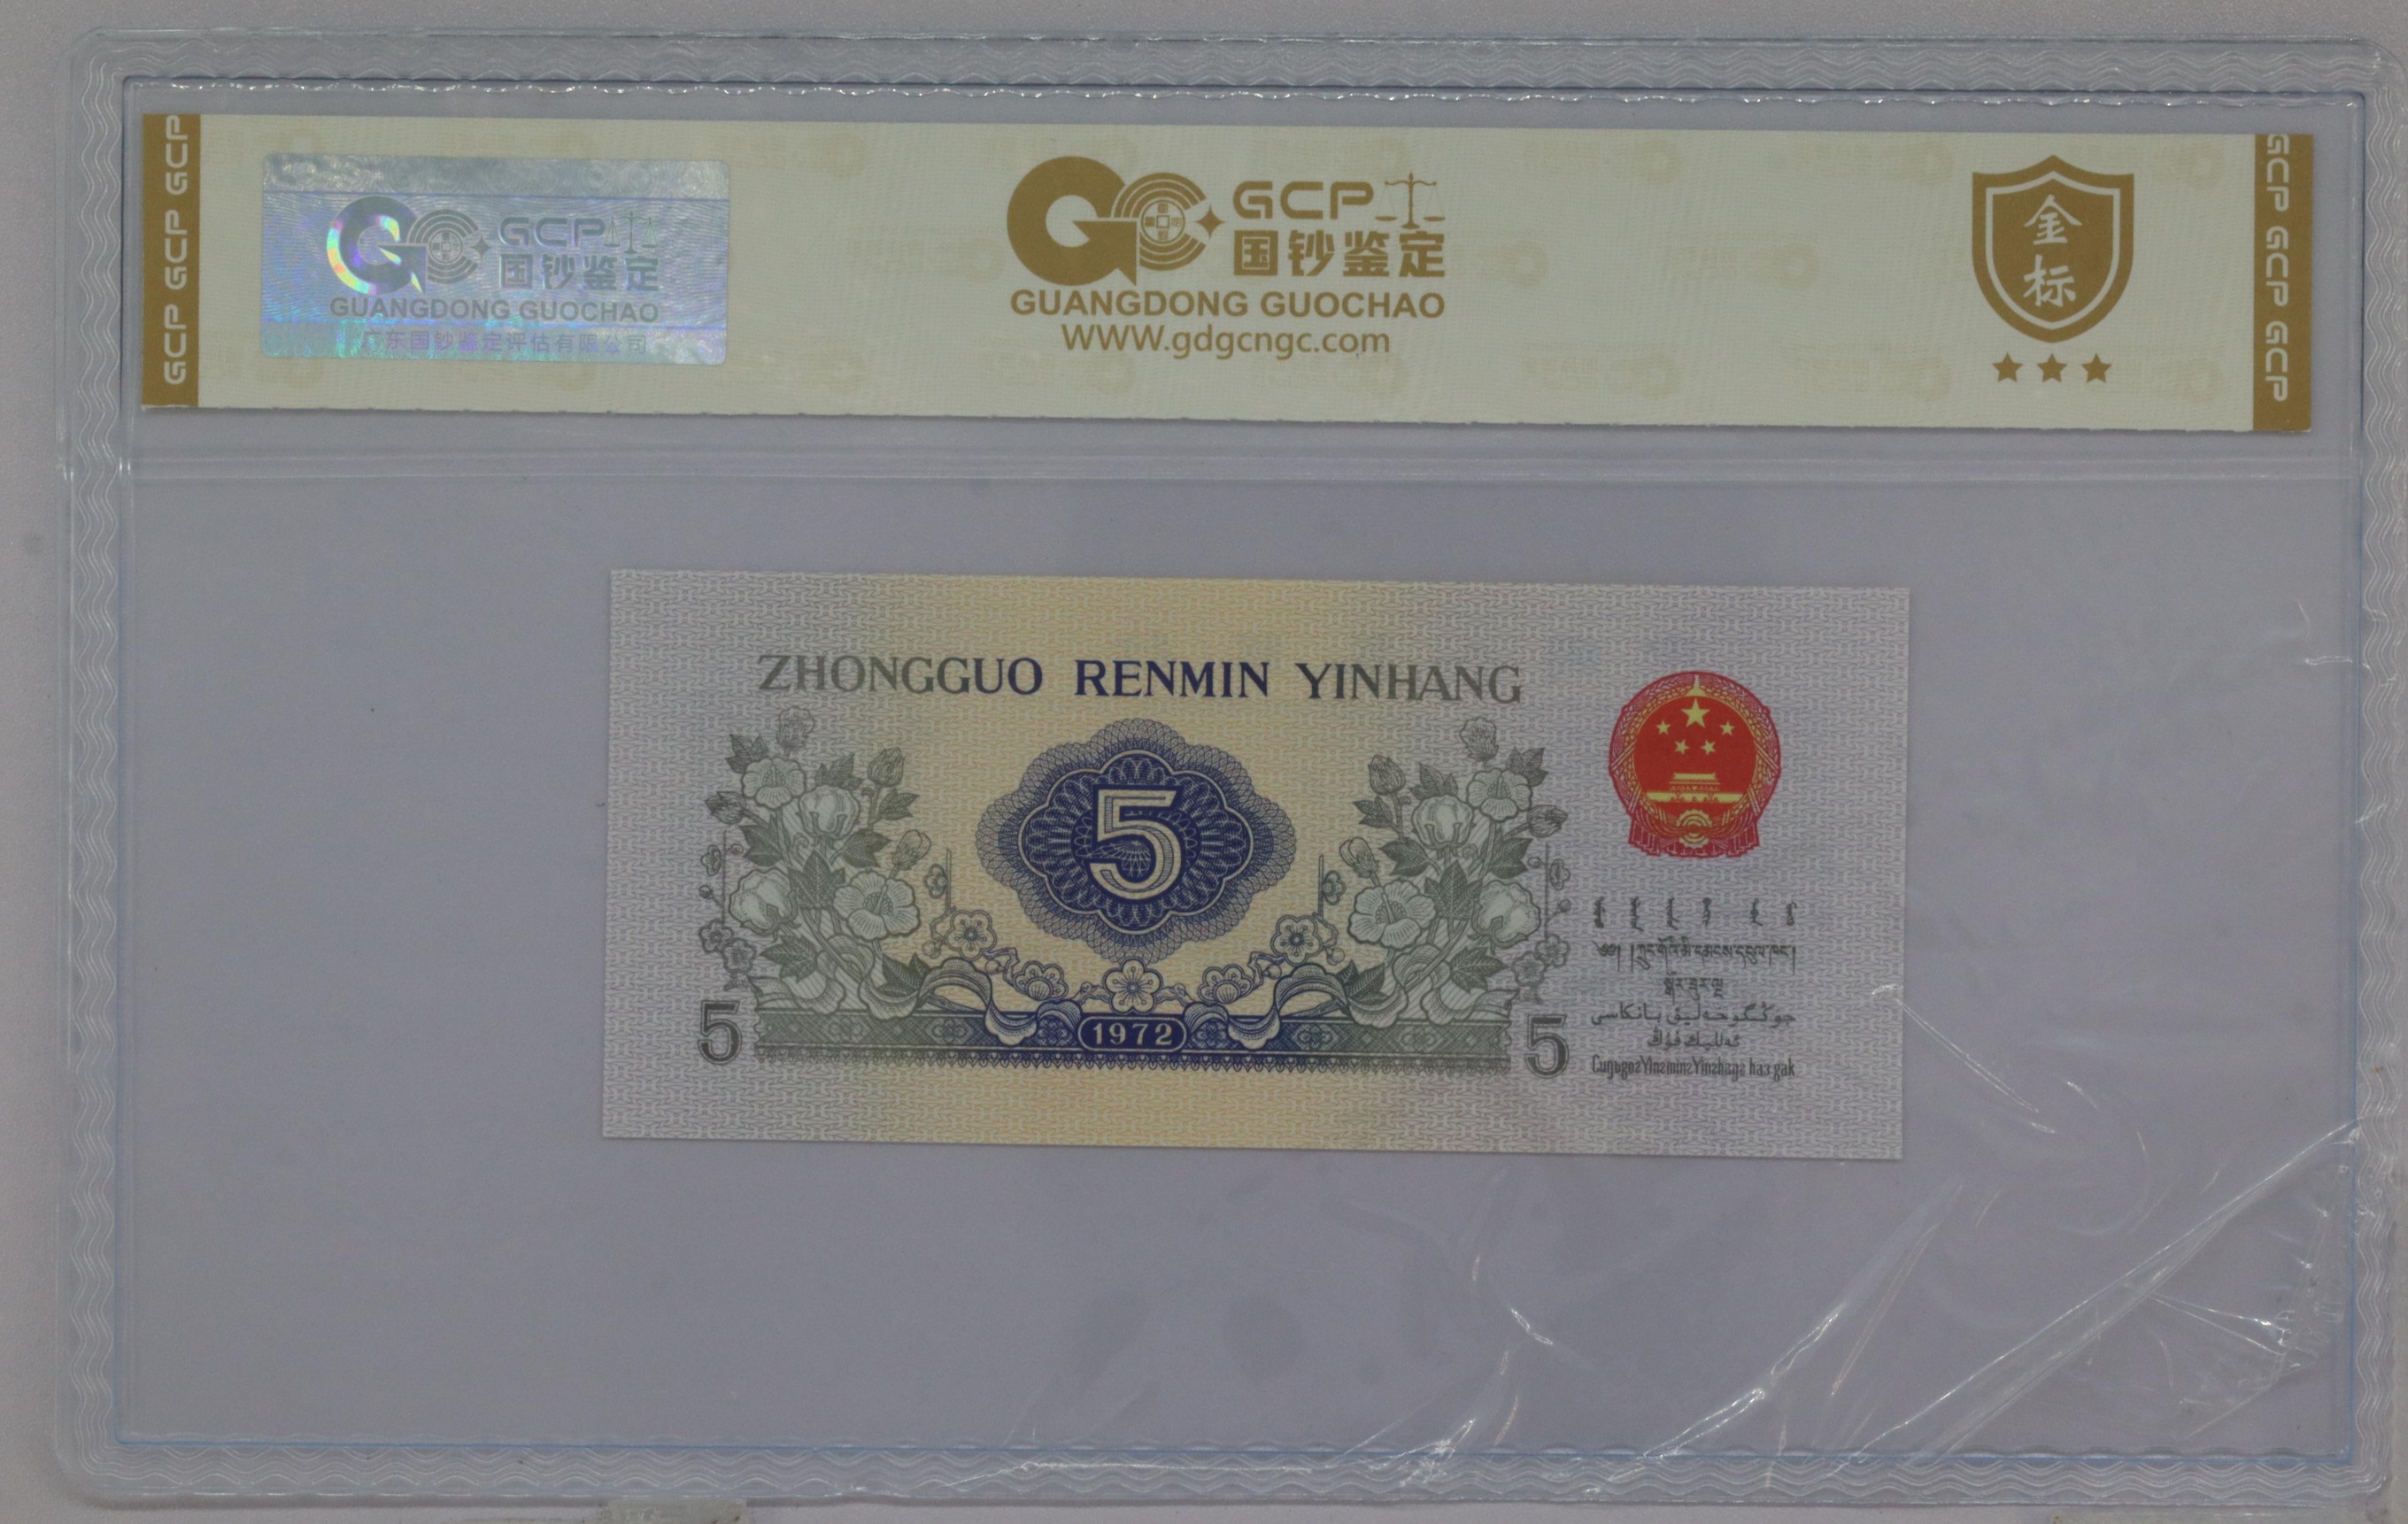 GCP GCP GCP
GCP
国钞鉴定
GUANGDONG GUOCHAO
广东国钞鉴定评估有限公司
GCP
国钞鉴定
GUANGDONG GUOCHAO
WWW.gdgcngc.com
金
标
GCP GCP GCP
ZHONGGUO RENMIN YINHANG
5
1972
5
5